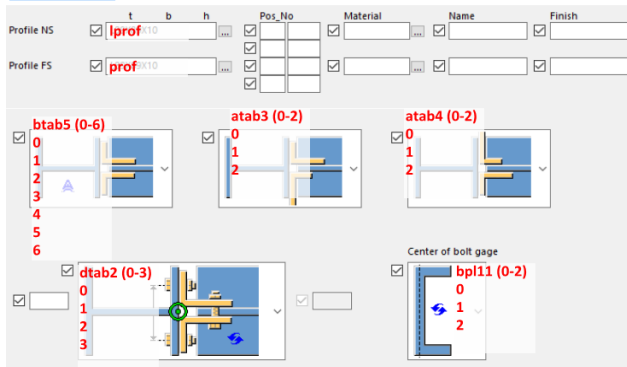 t b h Pos_No Material Name Finish
Profile NS lprof X10 ...
Profile FS prof X10 ...
btab5 (0-6)
0
1
2
3
4
5
6
atab3 (0-2)
0
1
2
atab4 (0-2)
0
1
2
Center of bolt gage
dtab2 (0-3)
0
1
2
3
bpl11 (0-2)
0
1
2